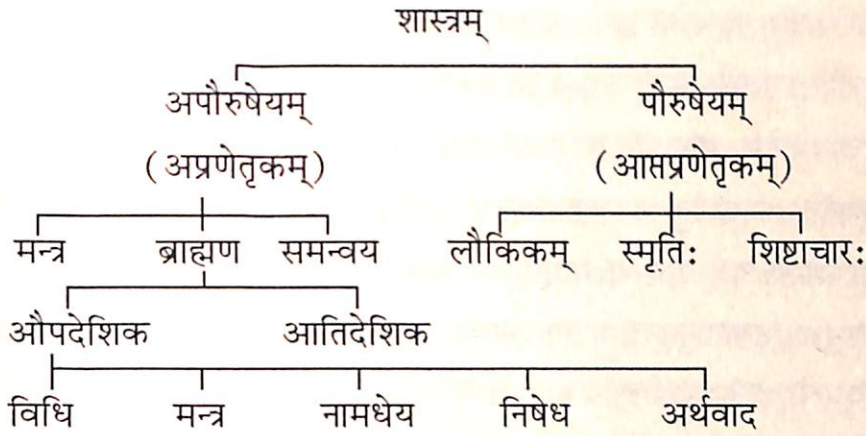 शास्त्रम्
अपौरुषेयम् पौरुषेयम्
(अप्रणेतृकम्) (आप्तप्रणेतृकम्)
मन्त्र ब्राह्मण समन्वय लौकिकम् स्मृतिः शिष्टाचारः
औपदेशिक आतिदेशिक
विधि मन्त्र नामधेय निषेध अर्थवाद